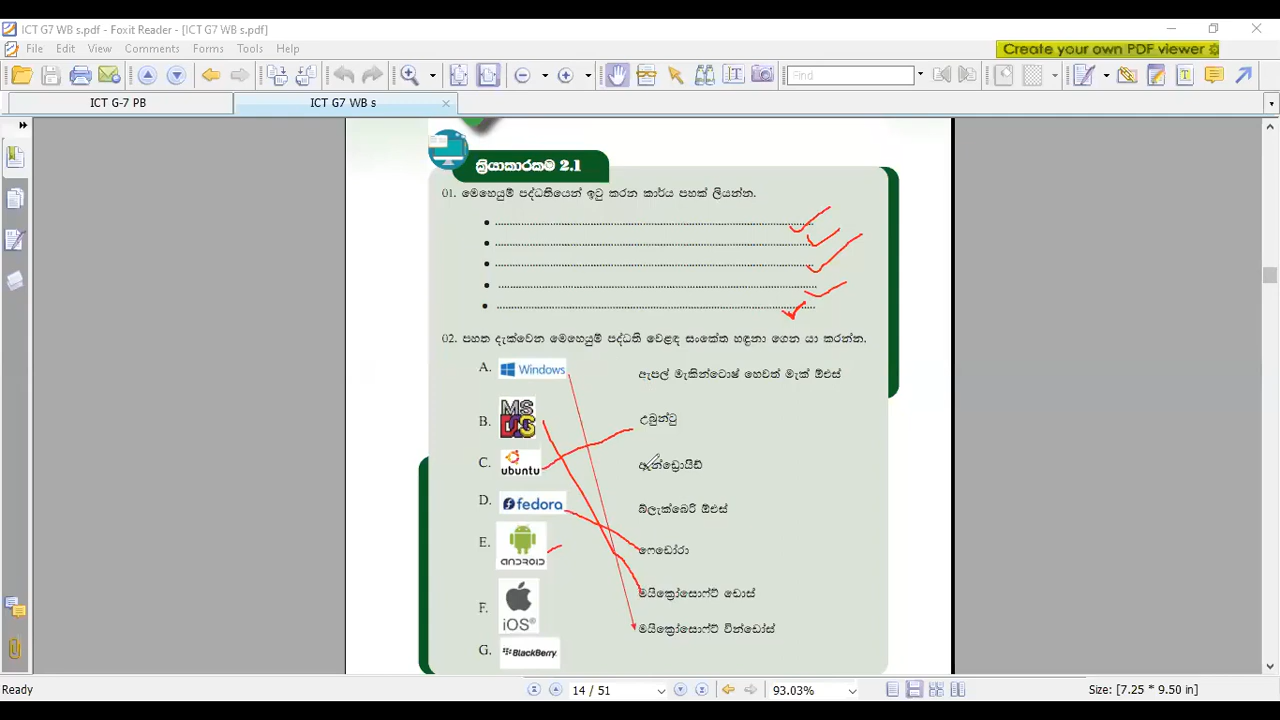 ICT G7 WB s.pdf - Foxit Reader - [ICT G7 WB s.pdf]
File Edit View Comments Forms Tools Help
Create your own PDF viewer
Find
ICT G-7 PB
ICT G7 WB s
ක්‍රියාකාරකම 2.1
01. මෙහෙයුම් පද්ධතියෙන් ඉටු කරන කාර්ය පහක් ලියන්න.
02. පහත දැක්වෙන මෙහෙයුම් පද්ධති වෙළඳ සංකේත හඳුනා ගෙන යා කරන්න.
A. Windows ඇපල් මැකින්ටොෂ් හෙවත් මැක් ඕඑස්
B. MS DOS උබුන්ටු
C. ubuntu ඇන්ඩ්‍රොයිඩ්
D. fedora බ්ලැක්බෙරි ඕඑස්
E. ANDROID ෆෙඩෝරා
F. iOS මයික්‍රොසොෆ්ට් ඩොස්
මයික්‍රොසොෆ්ට් වින්ඩෝස්
G. BlackBerry
Ready
14 / 51
93.03%
Size: [7.25 * 9.50 in]